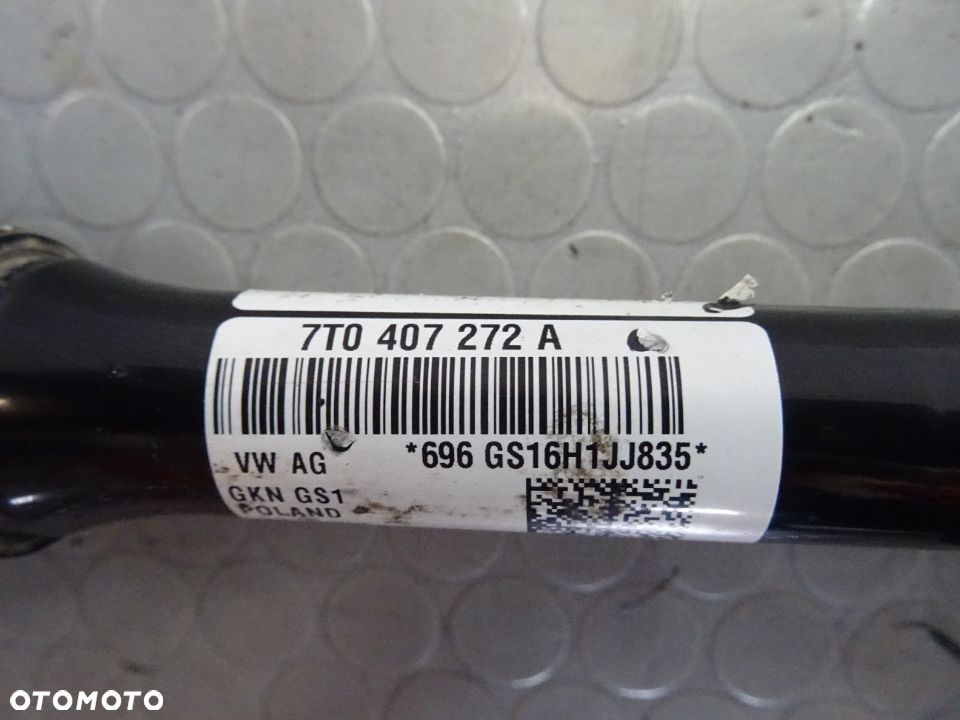 7T0 407 272 A
VW AG *696 GS16H1JJ835*
GKN GS1
POLAND
OTOMOTO